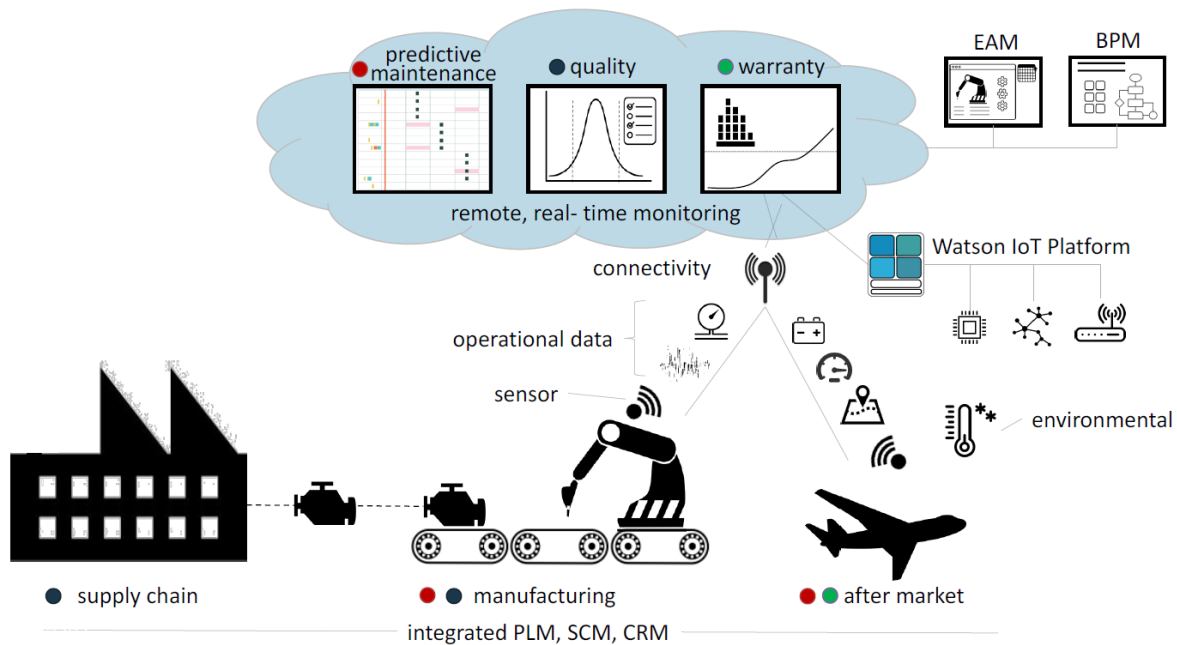 predictive
maintenance
quality
warranty
EAM
BPM
remote, real- time monitoring
connectivity
Watson IoT Platform
operational data
sensor
environmental
supply chain
manufacturing
after market
integrated PLM, SCM, CRM